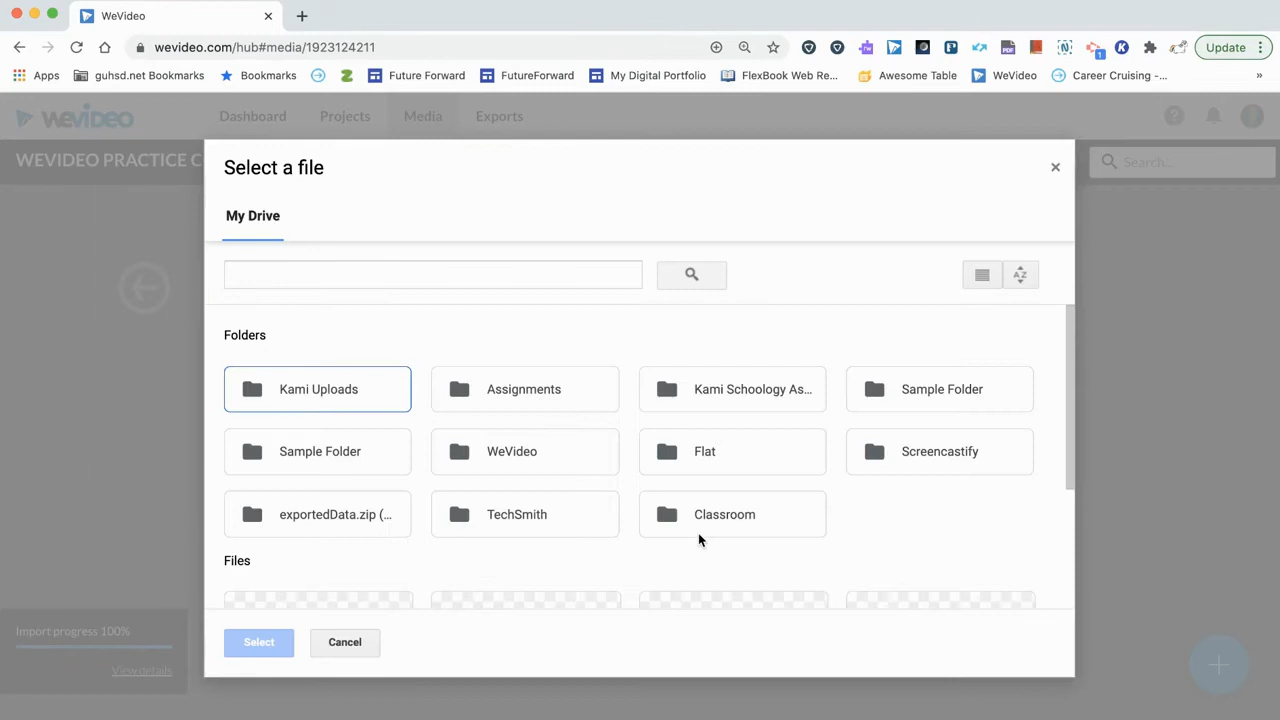 WeVideo
wevideo.com/hub#media/1923124211
Update
Apps
guhsd.net Bookmarks
Bookmarks
Future Forward
FutureForward
My Digital Portfolio
FlexBook Web Re...
Awesome Table
WeVideo
Career Cruising -...
»
wevideo
Dashboard
Projects
Media
Exports
WEVIDEO PRACTICE C
Search...
Select a file
My Drive
Folders
Kami Uploads
Assignments
Kami Schoology As...
Sample Folder
Sample Folder
WeVideo
Flat
Screencastify
exportedData.zip (...
TechSmith
Classroom
Files
Import progress 100%
View details
Select
Cancel